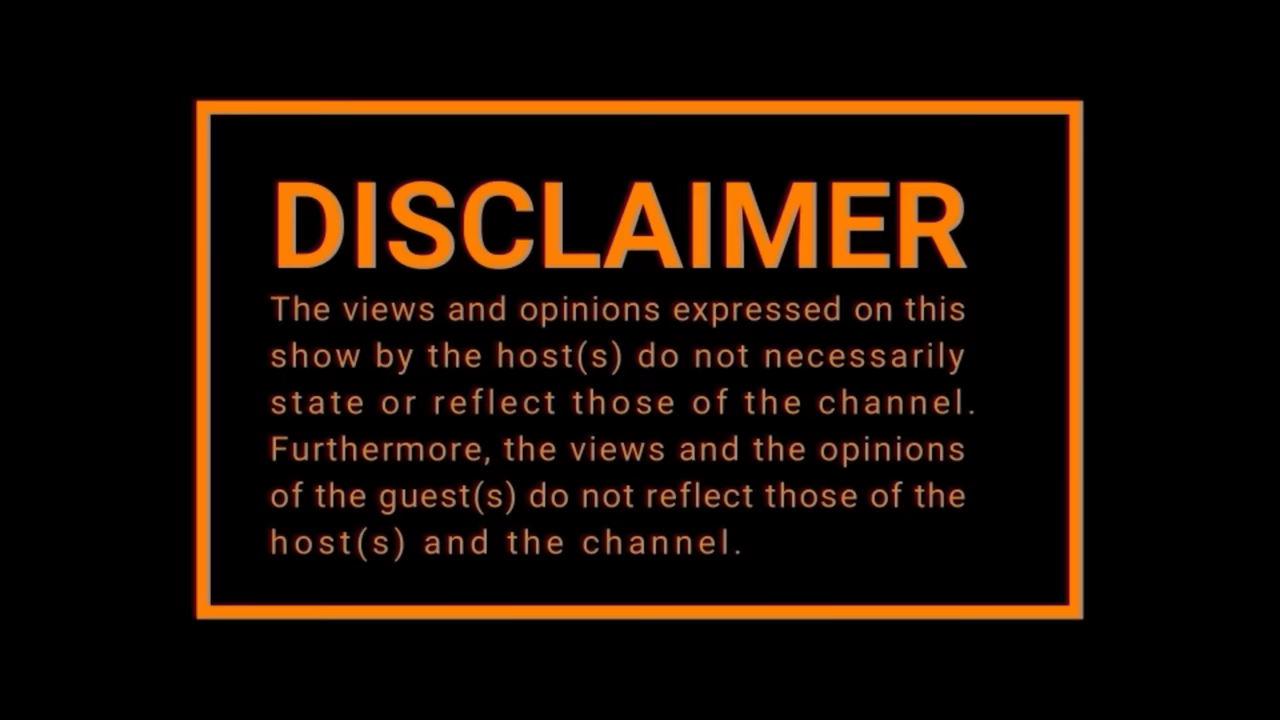 DISCLAIMER
The views and opinions expressed on this
show by the host(s) do not necessarily
state or reflect those of the channel.
Furthermore, the views and the opinions
of the guest(s) do not reflect those of the
host(s) and the channel.